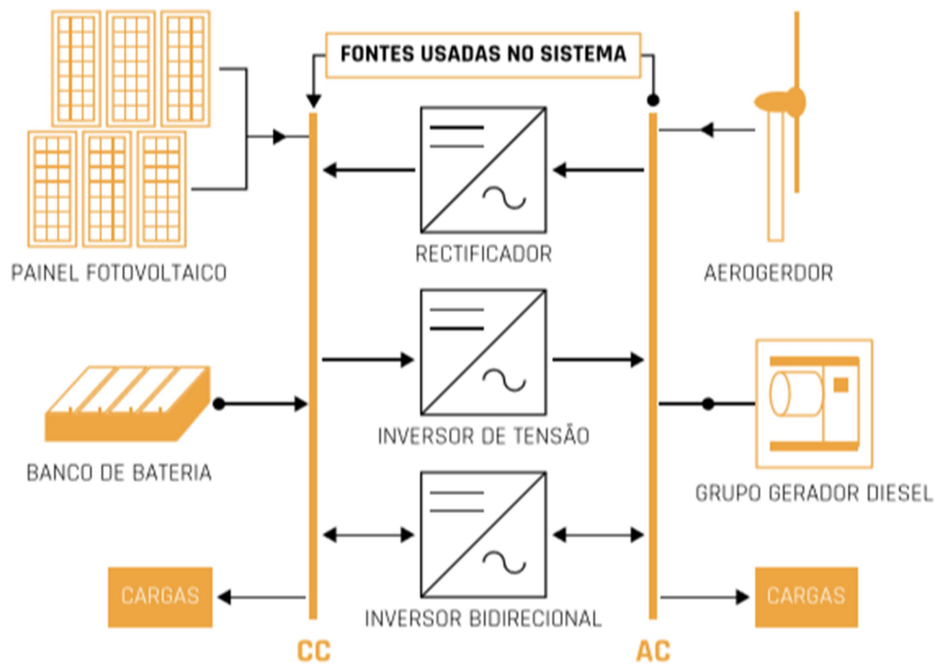 FONTES USADAS NO SISTEMA
PAINEL FOTOVOLTAICO
RECTIFICADOR
AEROGERDOR
BANCO DE BATERIA
INVERSOR DE TENSÃO
GRUPO GERADOR DIESEL
CARGAS
INVERSOR BIDIRECIONAL
CARGAS
CC
AC